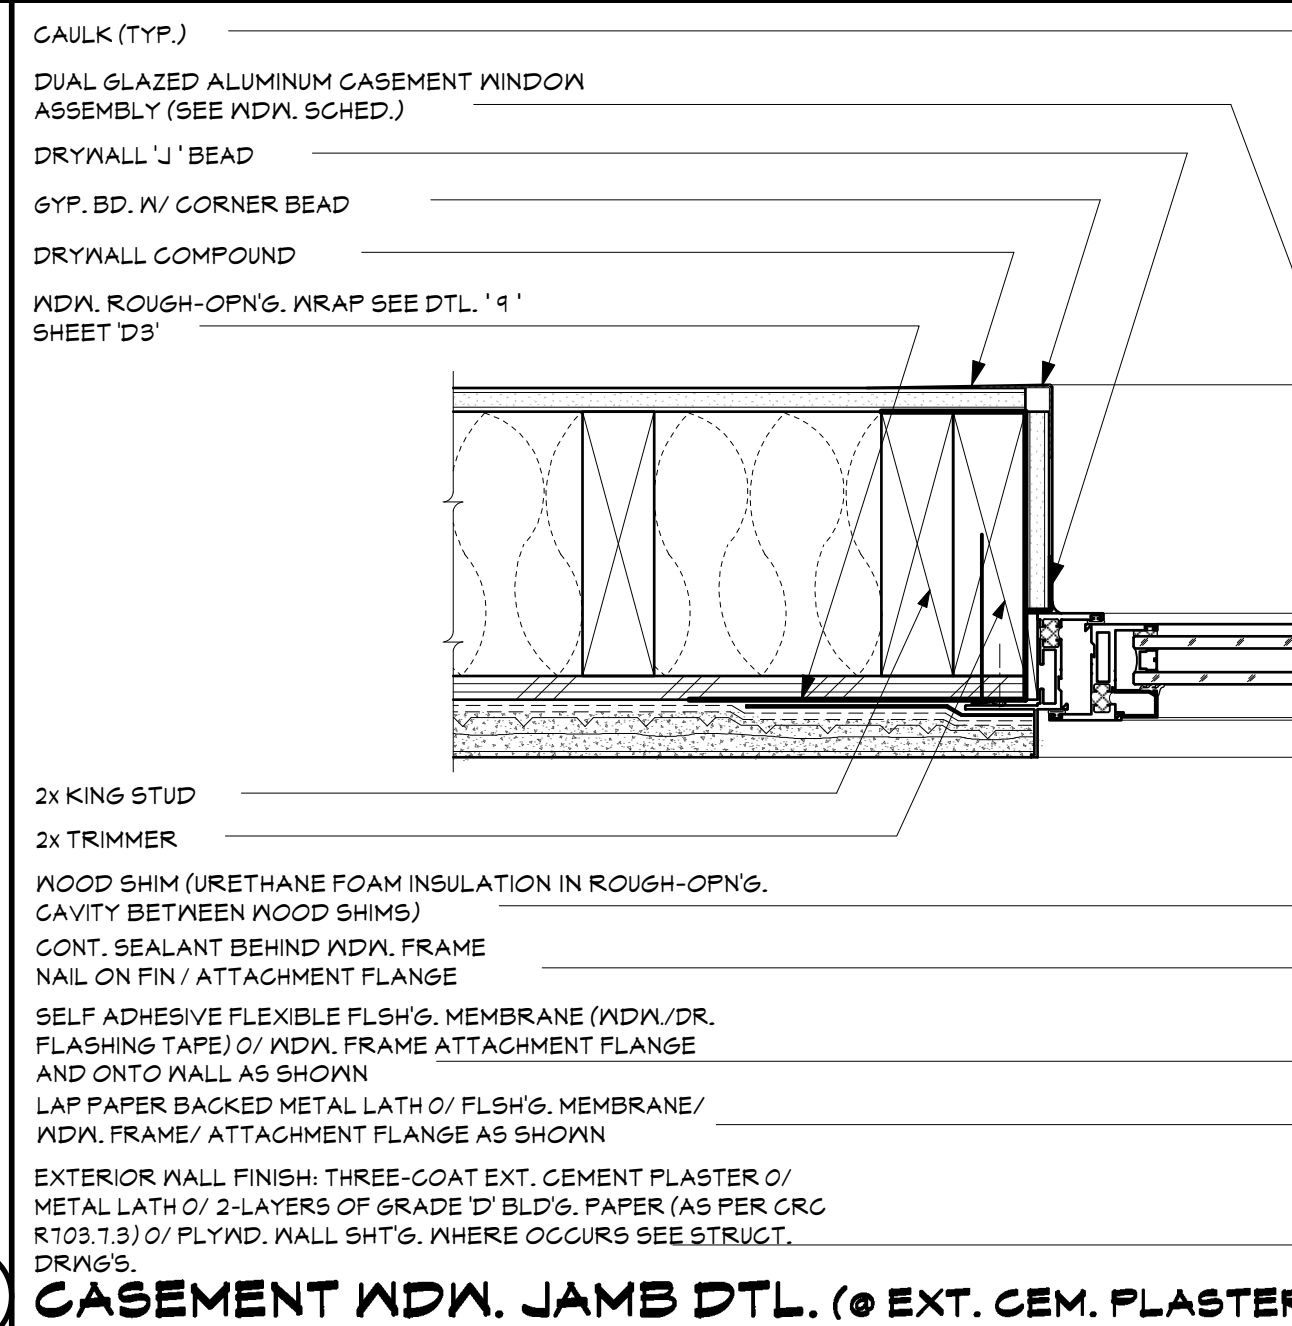 CAULK (TYP.)
DUAL GLAZED ALUMINUM CASEMENT WINDOW
ASSEMBLY (SEE WDW. SCHED.)
DRYWALL 'J' BEAD
GYP. BD. W/ CORNER BEAD
DRYWALL COMPOUND
WDW. ROUGH-OPN'G. WRAP SEE DTL. ' 9 '
SHEET 'D3'
2x KING STUD
2x TRIMMER
WOOD SHIM (URETHANE FOAM INSULATION IN ROUGH-OPN'G.
CAVITY BETWEEN WOOD SHIMS)
CONT. SEALANT BEHIND WDW. FRAME
NAIL ON FIN / ATTACHMENT FLANGE
SELF ADHESIVE FLEXIBLE FLSH'G. MEMBRANE (WDW./DR.
FLASHING TAPE) O/ WDW. FRAME ATTACHMENT FLANGE
AND ONTO WALL AS SHOWN
LAP PAPER BACKED METAL LATH O/ FLSH'G. MEMBRANE/
WDW. FRAME/ ATTACHMENT FLANGE AS SHOWN
EXTERIOR WALL FINISH: THREE-COAT EXT. CEMENT PLASTER O/
METAL LATH O/ 2-LAYERS OF GRADE 'D' BLD'G. PAPER (AS PER CRC
R703.7.3) O/ PLYWD. WALL SHT'G. WHERE OCCURS SEE STRUCT.
DRWG'S.
CASEMENT WDW. JAMB DTL. (@ EXT. CEM. PLASTER